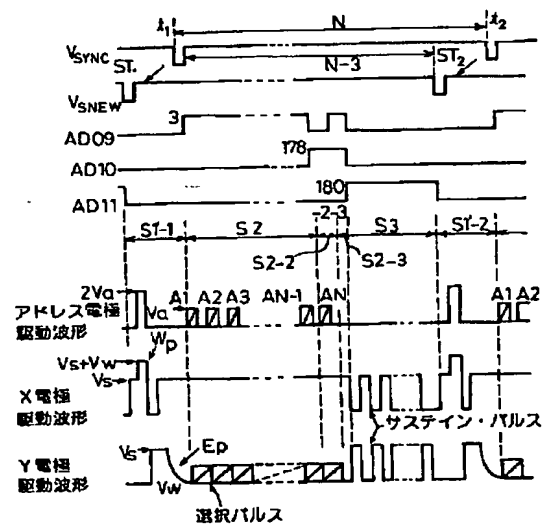 t₁ N t₂
VSYNC
ST. N-3 ST₂
VSNEW
3
AD09
178
AD10
180
AD11
-2-3
S1-1 S2 S3 S1-2
S2-2 S2-3
2Va
A1 A2 A3 AN-1 AN A1 A2
Va
アドレス電極
駆動波形
Wp
Vs+Vw
Vs
X電極
駆動波形
サステイン・パルス
Vs Ep
Y電極
駆動波形
Vw
選択パルス